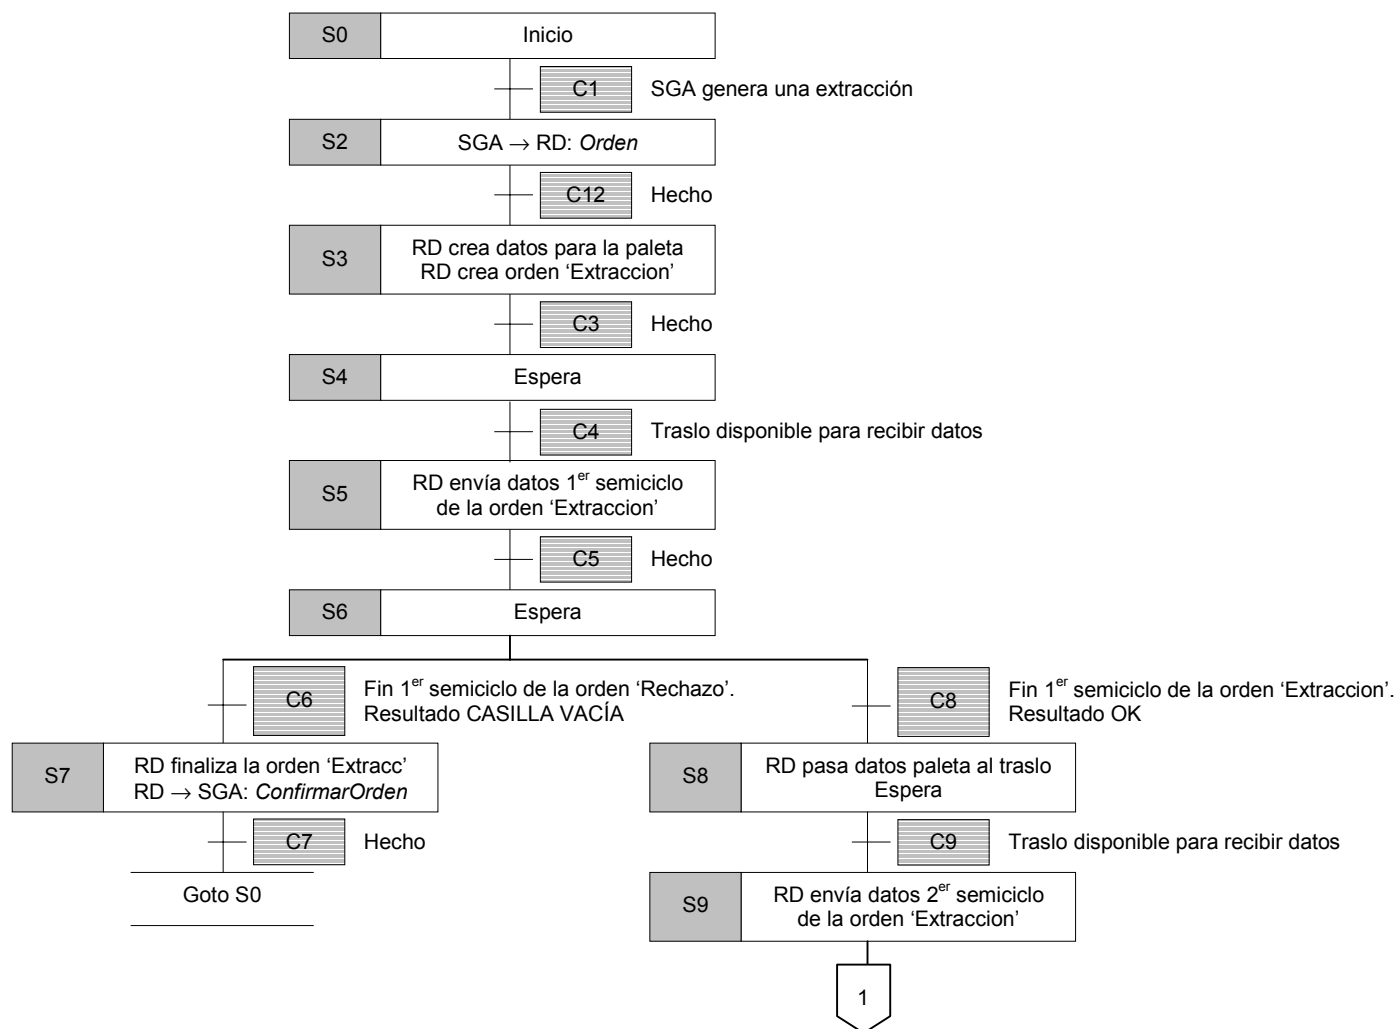 S0
Inicio
C1
SGA genera una extracción
S2
SGA → RD: Orden
C12
Hecho
S3
RD crea datos para la paleta
RD crea orden ‘Extraccion’
C3
Hecho
S4
Espera
C4
Traslo disponible para recibir datos
S5
RD envía datos 1er semiciclo
de la orden ‘Extraccion’
C5
Hecho
S6
Espera
C6
Fin 1er semiciclo de la orden ‘Rechazo’.
Resultado CASILLA VACÍA
C8
Fin 1er semiciclo de la orden ‘Extraccion’.
Resultado OK
S7
RD finaliza la orden ‘Extracc’
RD → SGA: ConfirmarOrden
S8
RD pasa datos paleta al traslo
Espera
C7
Hecho
C9
Traslo disponible para recibir datos
Goto S0
S9
RD envía datos 2er semiciclo
de la orden ‘Extraccion’
1